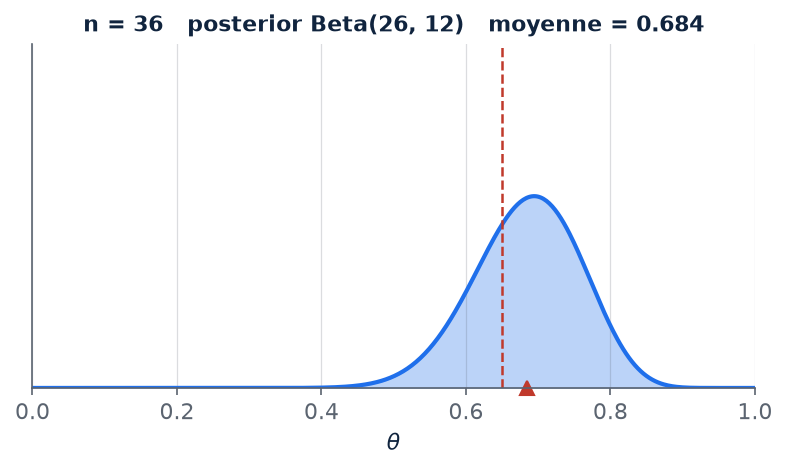 n = 36   posterior Beta(26, 12)   moyenne = 0.684
0.0 0.2 0.4 0.6 0.8 1.0
θ